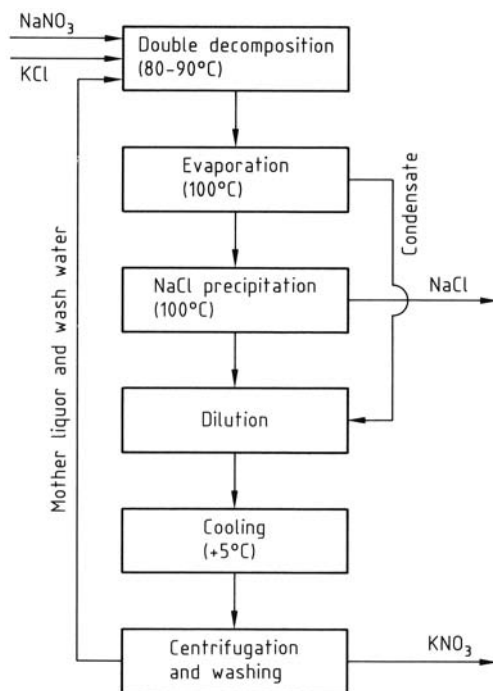 NaNO₃
KCl
Double decomposition
(80–90°C)
Evaporation
(100°C)
Condensate
NaCl precipitation
(100°C)
NaCl
Mother liquor and wash water
Dilution
Cooling
(+5°C)
Centrifugation
and washing
KNO₃